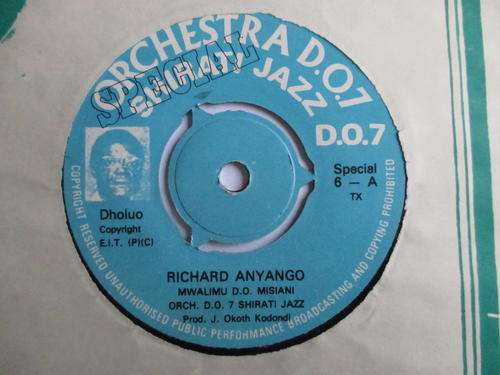 ORCHESTRA D.O.7
SPECIAL
(SHIRATI) JAZZ
D.O.7
Special
6 — A
TX
Dholuo
Copyright
E.I.T. (P)(C)
RICHARD ANYANGO
MWALIMU D.O. MISIANI
ORCH. D.O. 7 SHIRATI JAZZ
Prod. J. Okoth Kodondi
COPYRIGHT RESERVED UNAUTHORISED PUBLIC PERFORMANCE BROADCASTING AND COPYING PROHIBITED